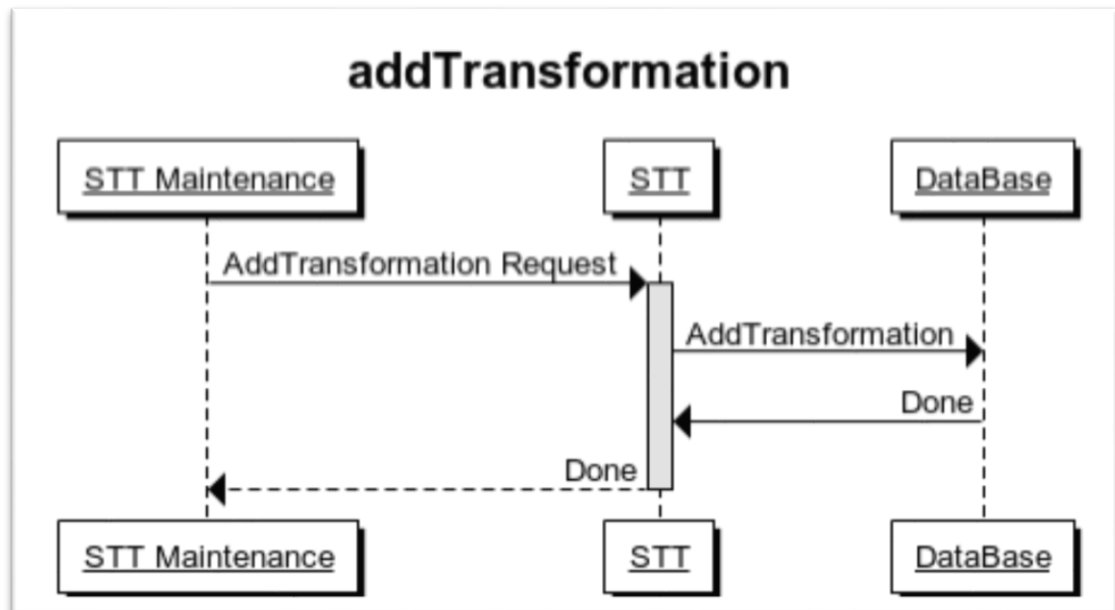 addTransformation
STT Maintenance
STT
DataBase
AddTransformation Request
AddTransformation
Done
Done
STT Maintenance
STT
DataBase